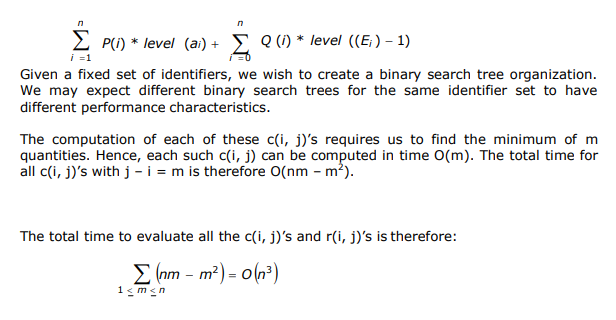 n n
∑ P(i) * level (ai) + ∑ Q (i) * level ((Ei) – 1)
i =1 i =0
Given a fixed set of identifiers, we wish to create a binary search tree organization.
We may expect different binary search trees for the same identifier set to have
different performance characteristics.
The computation of each of these c(i, j)’s requires us to find the minimum of m
quantities. Hence, each such c(i, j) can be computed in time O(m). The total time for
all c(i, j)’s with j – i = m is therefore O(nm – m²).
The total time to evaluate all the c(i, j)’s and r(i, j)’s is therefore:
∑ (nm – m²) = O(n³)
1 ≤ m ≤ n